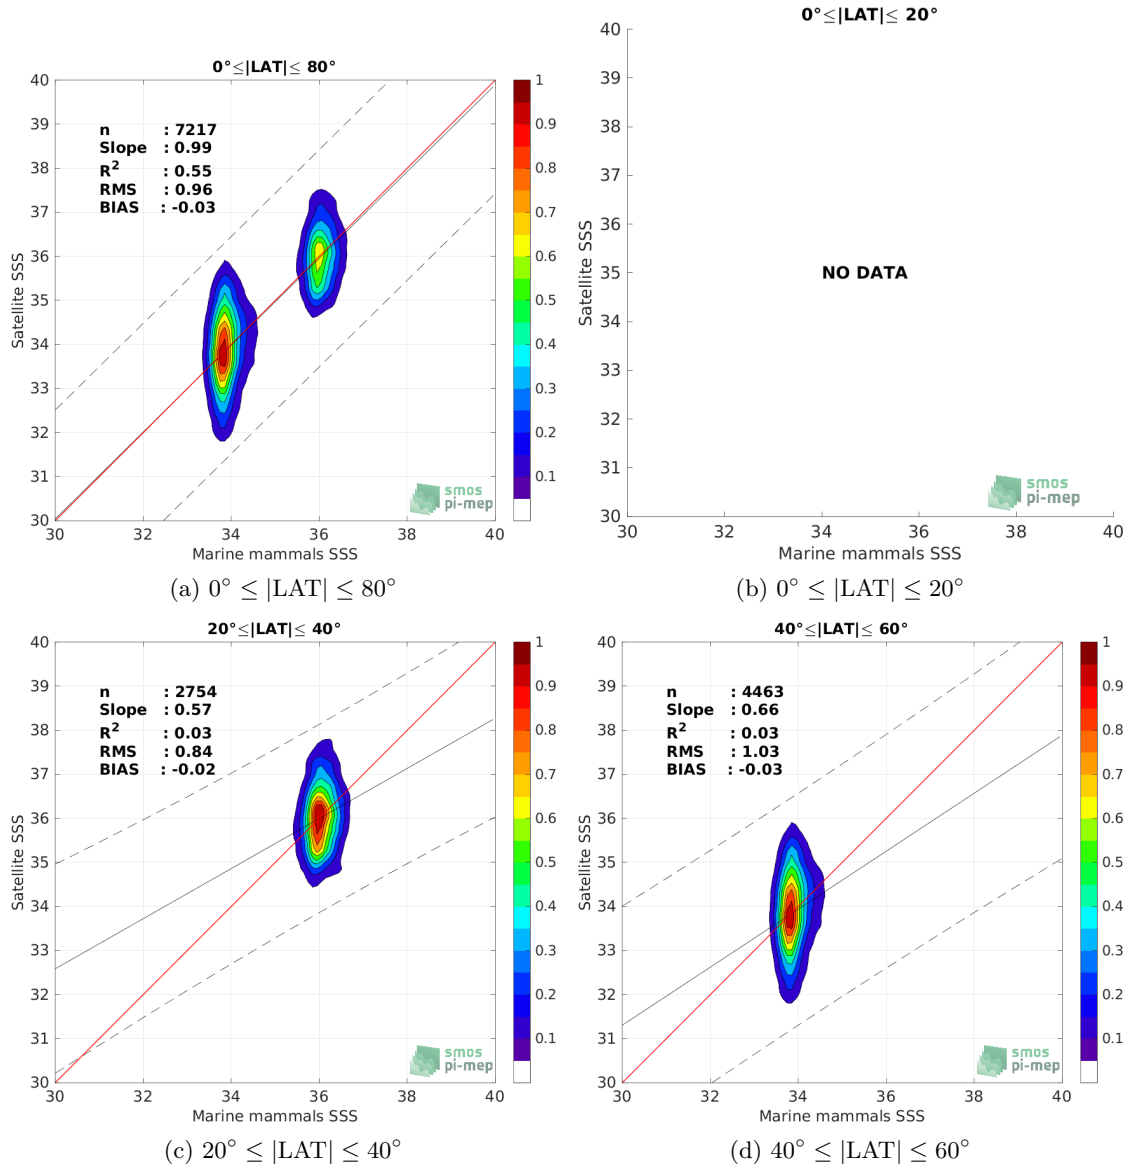 0°≤|LAT|≤ 80°
40
39
38
37
36
35
34
33
32
31
30
Satellite SSS
n : 7217
Slope : 0.99
R² : 0.55
RMS : 0.96
BIAS : -0.03
smos
pi-mep
30 32 34 36 38 40
Marine mammals SSS
1
0.9
0.8
0.7
0.6
0.5
0.4
0.3
0.2
0.1
(a) 0° ≤ |LAT| ≤ 80°
0°≤|LAT|≤ 20°
40
39
38
37
36
35
34
33
32
31
30
Satellite SSS
NO DATA
smos
pi-mep
30 32 34 36 38 40
Marine mammals SSS
(b) 0° ≤ |LAT| ≤ 20°
20°≤|LAT|≤ 40°
40
39
38
37
36
35
34
33
32
31
30
Satellite SSS
n : 2754
Slope : 0.57
R² : 0.03
RMS : 0.84
BIAS : -0.02
smos
pi-mep
30 32 34 36 38 40
Marine mammals SSS
1
0.9
0.8
0.7
0.6
0.5
0.4
0.3
0.2
0.1
(c) 20° ≤ |LAT| ≤ 40°
40°≤|LAT|≤ 60°
40
39
38
37
36
35
34
33
32
31
30
Satellite SSS
n : 4463
Slope : 0.66
R² : 0.03
RMS : 1.03
BIAS : -0.03
smos
pi-mep
30 32 34 36 38 40
Marine mammals SSS
1
0.9
0.8
0.7
0.6
0.5
0.4
0.3
0.2
0.1
(d) 40° ≤ |LAT| ≤ 60°